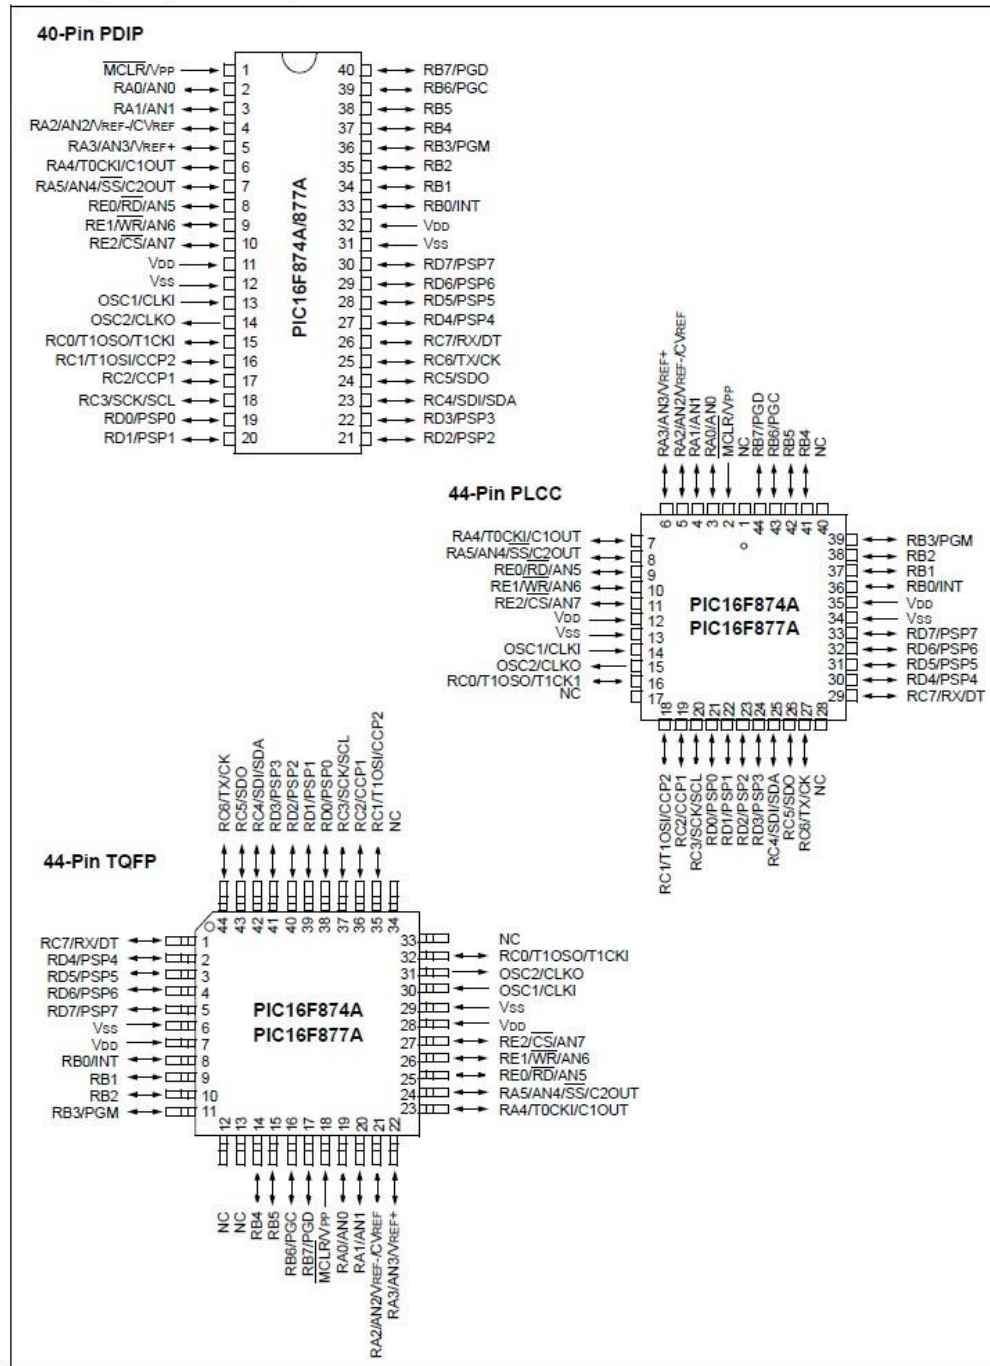 40-Pin PDIP
MCLR/VPP 1 40 RB7/PGD
RA0/AN0 2 39 RB6/PGC
RA1/AN1 3 38 RB5
RA2/AN2/VREF-/CVREF 4 37 RB4
RA3/AN3/VREF+ 5 36 RB3/PGM
RA4/T0CKI/C1OUT 6 35 RB2
RA5/AN4/SS/C2OUT 7 34 RB1
RE0/RD/AN5 8 33 RB0/INT
RE1/WR/AN6 9 32 VDD
RE2/CS/AN7 10 31 VSS
VDD 11 30 RD7/PSP7
VSS 12 29 RD6/PSP6
OSC1/CLKI 13 28 RD5/PSP5
OSC2/CLKO 14 27 RD4/PSP4
RC0/T1OSO/T1CKI 15 26 RC7/RX/DT
RC1/T1OSI/CCP2 16 25 RC6/TX/CK
RC2/CCP1 17 24 RC5/SDO
RC3/SCK/SCL 18 23 RC4/SDI/SDA
RD0/PSP0 19 22 RD3/PSP3
RD1/PSP1 20 21 RD2/PSP2
PIC16F874A/877A
44-Pin PLCC
RA3/AN3/VREF+
RA2/AN2/VREF-/CVREF
RA1/AN1
RA0/AN0
MCLR/VPP
NC
RB7/PGD
RB6/PGC
RB5
RB4
NC
6 5 4 3 2 1 44 43 42 41 40
RA4/T0CKI/C1OUT 7 39 RB3/PGM
RA5/AN4/SS/C2OUT 8 38 RB2
RE0/RD/AN5 9 37 RB1
RE1/WR/AN6 10 36 RB0/INT
RE2/CS/AN7 11 35 VDD
VDD 12 34 VSS
VSS 13 33 RD7/PSP7
OSC1/CLKI 14 32 RD6/PSP6
OSC2/CLKO 15 31 RD5/PSP5
RC0/T1OSO/T1CK1 16 30 RD4/PSP4
NC 17 29 RC7/RX/DT
PIC16F874A
PIC16F877A
18 19 20 21 22 23 24 25 26 27 28
RC1/T1OSI/CCP2
RC2/CCP1
RC3/SCK/SCL
RD0/PSP0
RD1/PSP1
RD2/PSP2
RD3/PSP3
RC4/SDI/SDA
RC5/SDO
RC6/TX/CK
NC
44-Pin TQFP
RC6/TX/CK
RC5/SDO
RC4/SDI/SDA
RD3/PSP3
RD2/PSP2
RD1/PSP1
RD0/PSP0
RC3/SCK/SCL
RC2/CCP1
RC1/T1OSI/CCP2
NC
44 43 42 41 40 39 38 37 36 35 34
RC7/RX/DT 1 33 NC
RD4/PSP4 2 32 RC0/T1OSO/T1CKI
RD5/PSP5 3 31 OSC2/CLKO
RD6/PSP6 4 30 OSC1/CLKI
RD7/PSP7 5 29 VSS
VSS 6 28 VDD
VDD 7 27 RE2/CS/AN7
RB0/INT 8 26 RE1/WR/AN6
RB1 9 25 RE0/RD/AN5
RB2 10 24 RA5/AN4/SS/C2OUT
RB3/PGM 11 23 RA4/T0CKI/C1OUT
PIC16F874A
PIC16F877A
12 13 14 15 16 17 18 19 20 21 22
NC
NC
RB4
RB5
RB6/PGC
RB7/PGD
MCLR/VPP
RA0/AN0
RA1/AN1
RA2/AN2/VREF-/CVREF
RA3/AN3/VREF+